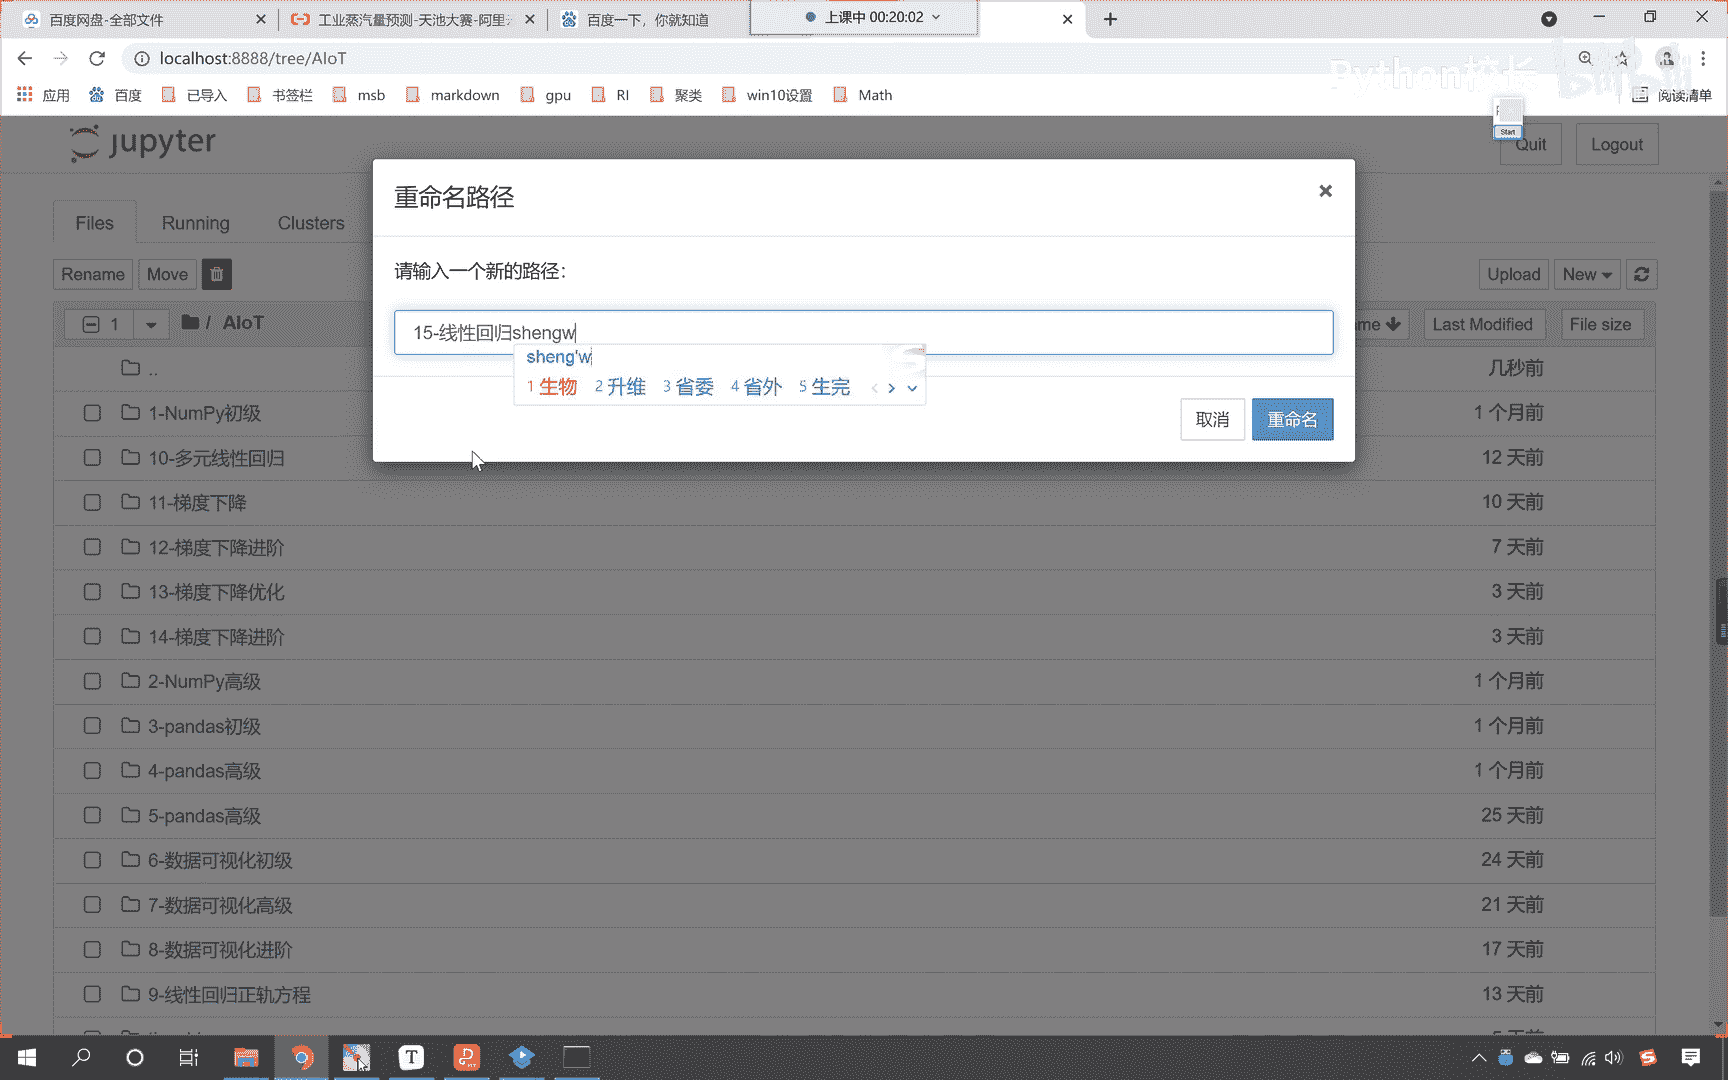 百度网盘-全部文件
工业蒸汽量预测-天池大赛-阿里
百度一下，你就知道
上课中 00:20:02
localhost:8888/tree/AIoT
Python
应用 百度 已导入 书签栏 msb markdown gpu RI 聚类 win10设置 Math 阅读清单
Start
jupyter
Quit Logout
重命名路径
Files Running Clusters
Rename Move
请输入一个新的路径：
Upload New
1 / AIoT
me Last Modified File size
15-线性回归shengw
sheng'w
1 生物 2 升维 3 省委 4 省外 5 生完
取消 重命名
.. 几秒前
1-NumPy初级 1 个月前
10-多元线性回归 12 天前
11-梯度下降 10 天前
12-梯度下降进阶 7 天前
13-梯度下降优化 3 天前
14-梯度下降进阶 3 天前
2-NumPy高级 1 个月前
3-pandas初级 1 个月前
4-pandas高级 1 个月前
5-pandas高级 25 天前
6-数据可视化初级 24 天前
7-数据可视化高级 21 天前
8-数据可视化进阶 17 天前
9-线性回归正轨方程 13 天前